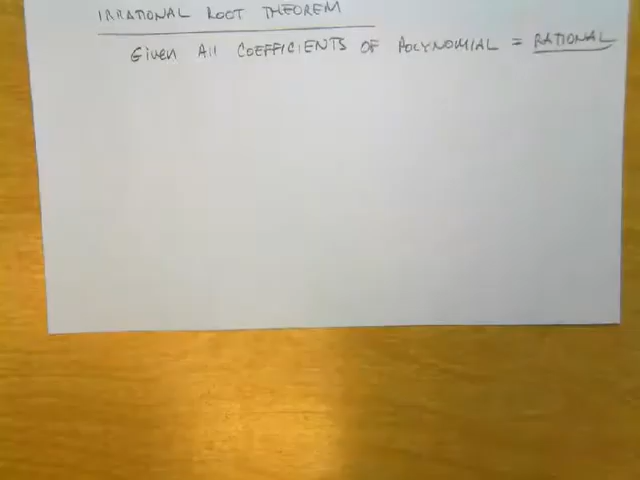 IRRATIONAL ROOT THEOREM
Given All COEFFICIENTS OF POLYNOMIAL = RATIONAL